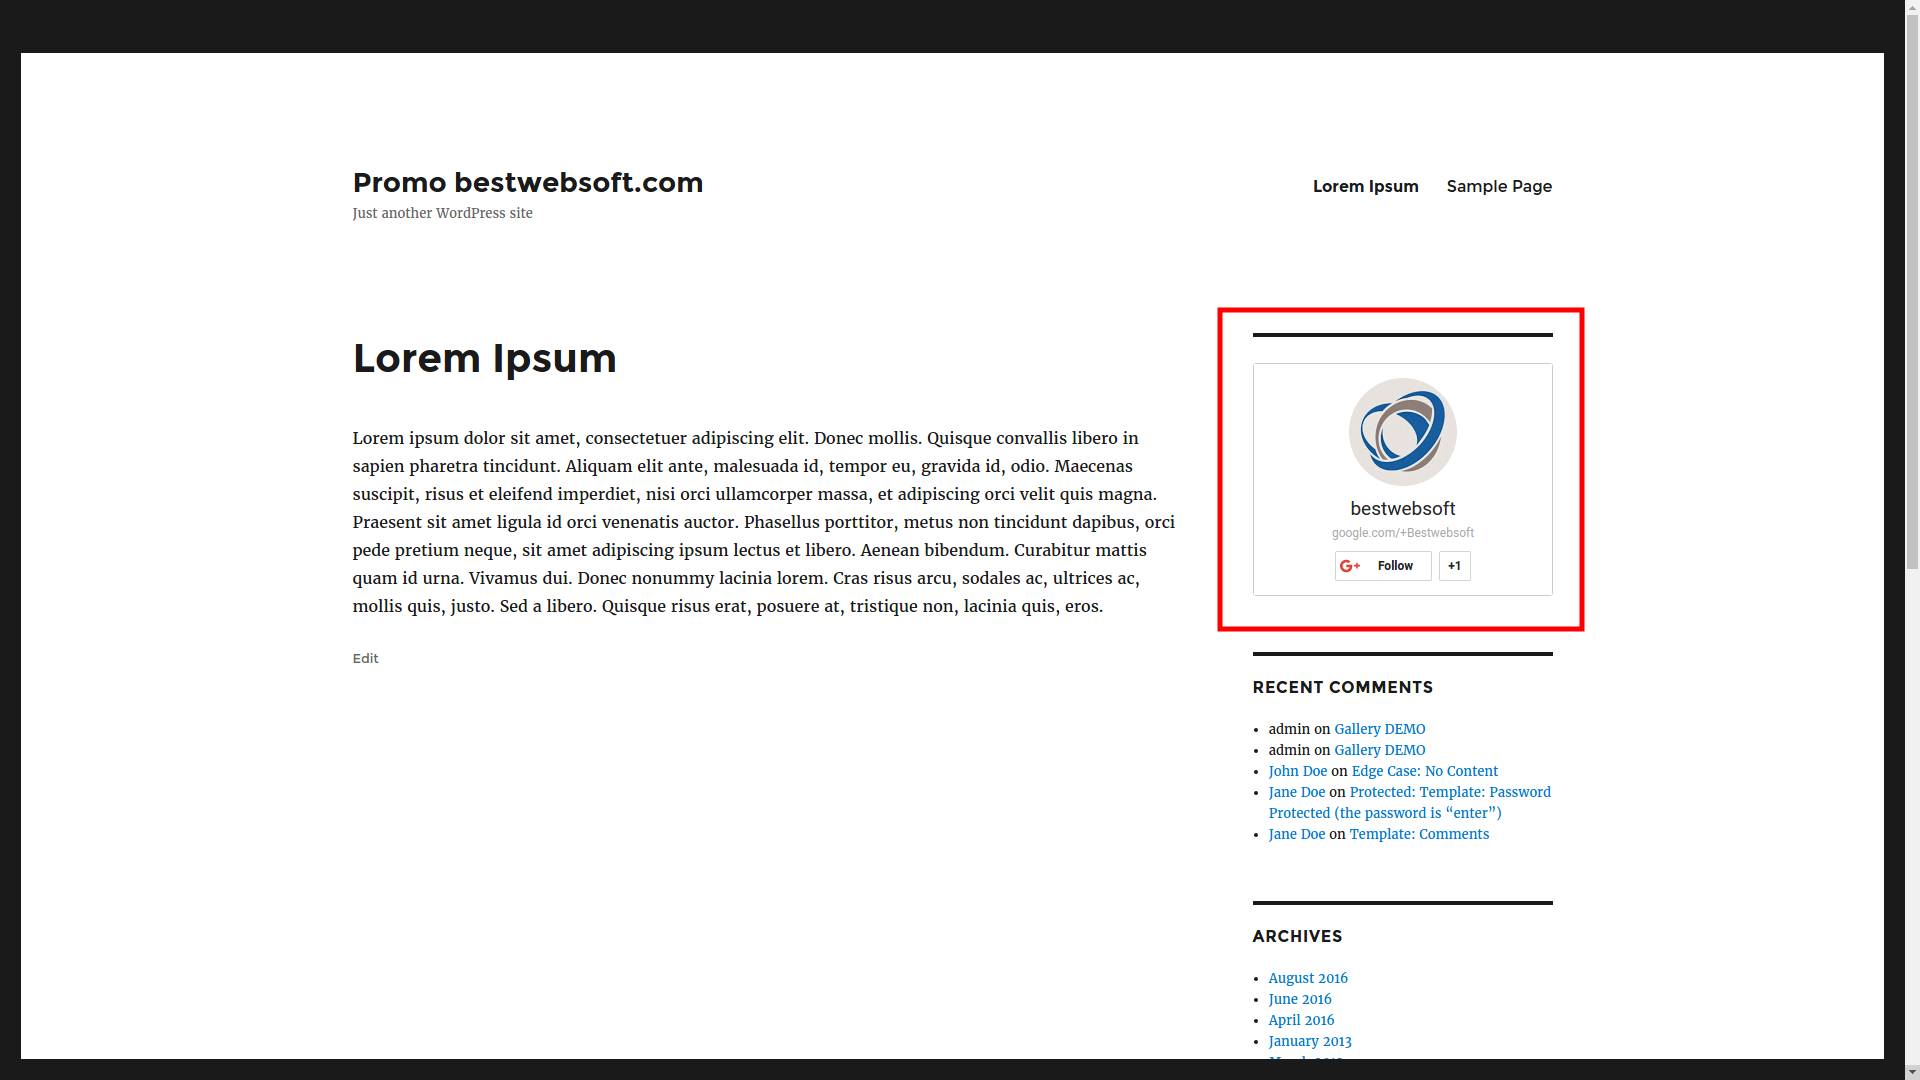 Promo bestwebsoft.com
Just another WordPress site
Lorem Ipsum
Sample Page
Lorem Ipsum
Lorem ipsum dolor sit amet, consectetuer adipiscing elit. Donec mollis. Quisque convallis libero in
sapien pharetra tincidunt. Aliquam elit ante, malesuada id, tempor eu, gravida id, odio. Maecenas
suscipit, risus et eleifend imperdiet, nisi orci ullamcorper massa, et adipiscing orci velit quis magna.
Praesent sit amet ligula id orci venenatis auctor. Phasellus porttitor, metus non tincidunt dapibus, orci
pede pretium neque, sit amet adipiscing ipsum lectus et libero. Aenean bibendum. Curabitur mattis
quam id urna. Vivamus dui. Donec nonummy lacinia lorem. Cras risus arcu, sodales ac, ultrices ac,
mollis quis, justo. Sed a libero. Quisque risus erat, posuere at, tristique non, lacinia quis, eros.
Edit
bestwebsoft
google.com/+Bestwebsoft
G+ Follow +1
RECENT COMMENTS
admin on Gallery DEMO
admin on Gallery DEMO
John Doe on Edge Case: No Content
Jane Doe on Protected: Template: Password
Protected (the password is “enter”)
Jane Doe on Template: Comments
ARCHIVES
August 2016
June 2016
April 2016
January 2013